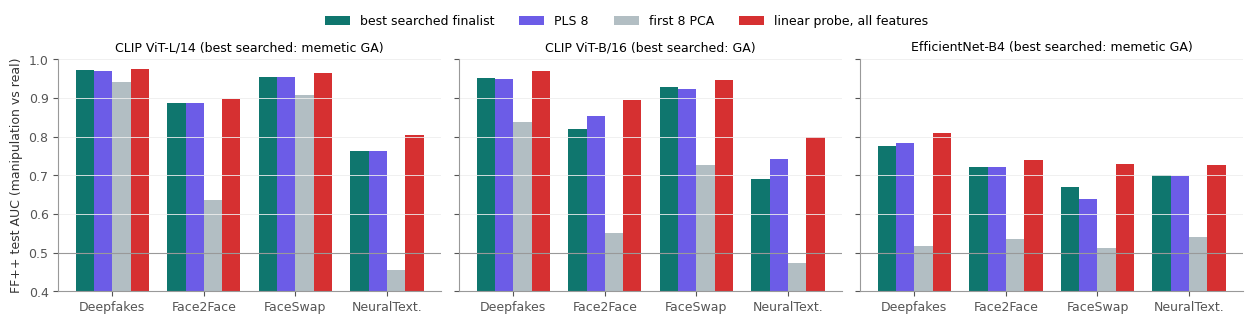 best searched finalist PLS 8 first 8 PCA linear probe, all features
CLIP ViT-L/14 (best searched: memetic GA)
CLIP ViT-B/16 (best searched: GA)
EfficientNet-B4 (best searched: memetic GA)
FF++ test AUC (manipulation vs real)
1.0
0.9
0.8
0.7
0.6
0.5
0.4
Deepfakes Face2Face FaceSwap NeuralText.
Deepfakes Face2Face FaceSwap NeuralText.
Deepfakes Face2Face FaceSwap NeuralText.